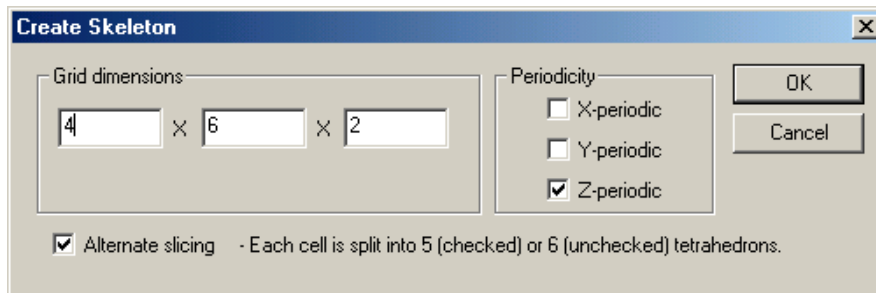 Create Skeleton
Grid dimensions
4 X 6 X 2
Periodicity
X-periodic
Y-periodic
Z-periodic
OK
Cancel
Alternate slicing - Each cell is split into 5 (checked) or 6 (unchecked) tetrahedrons.